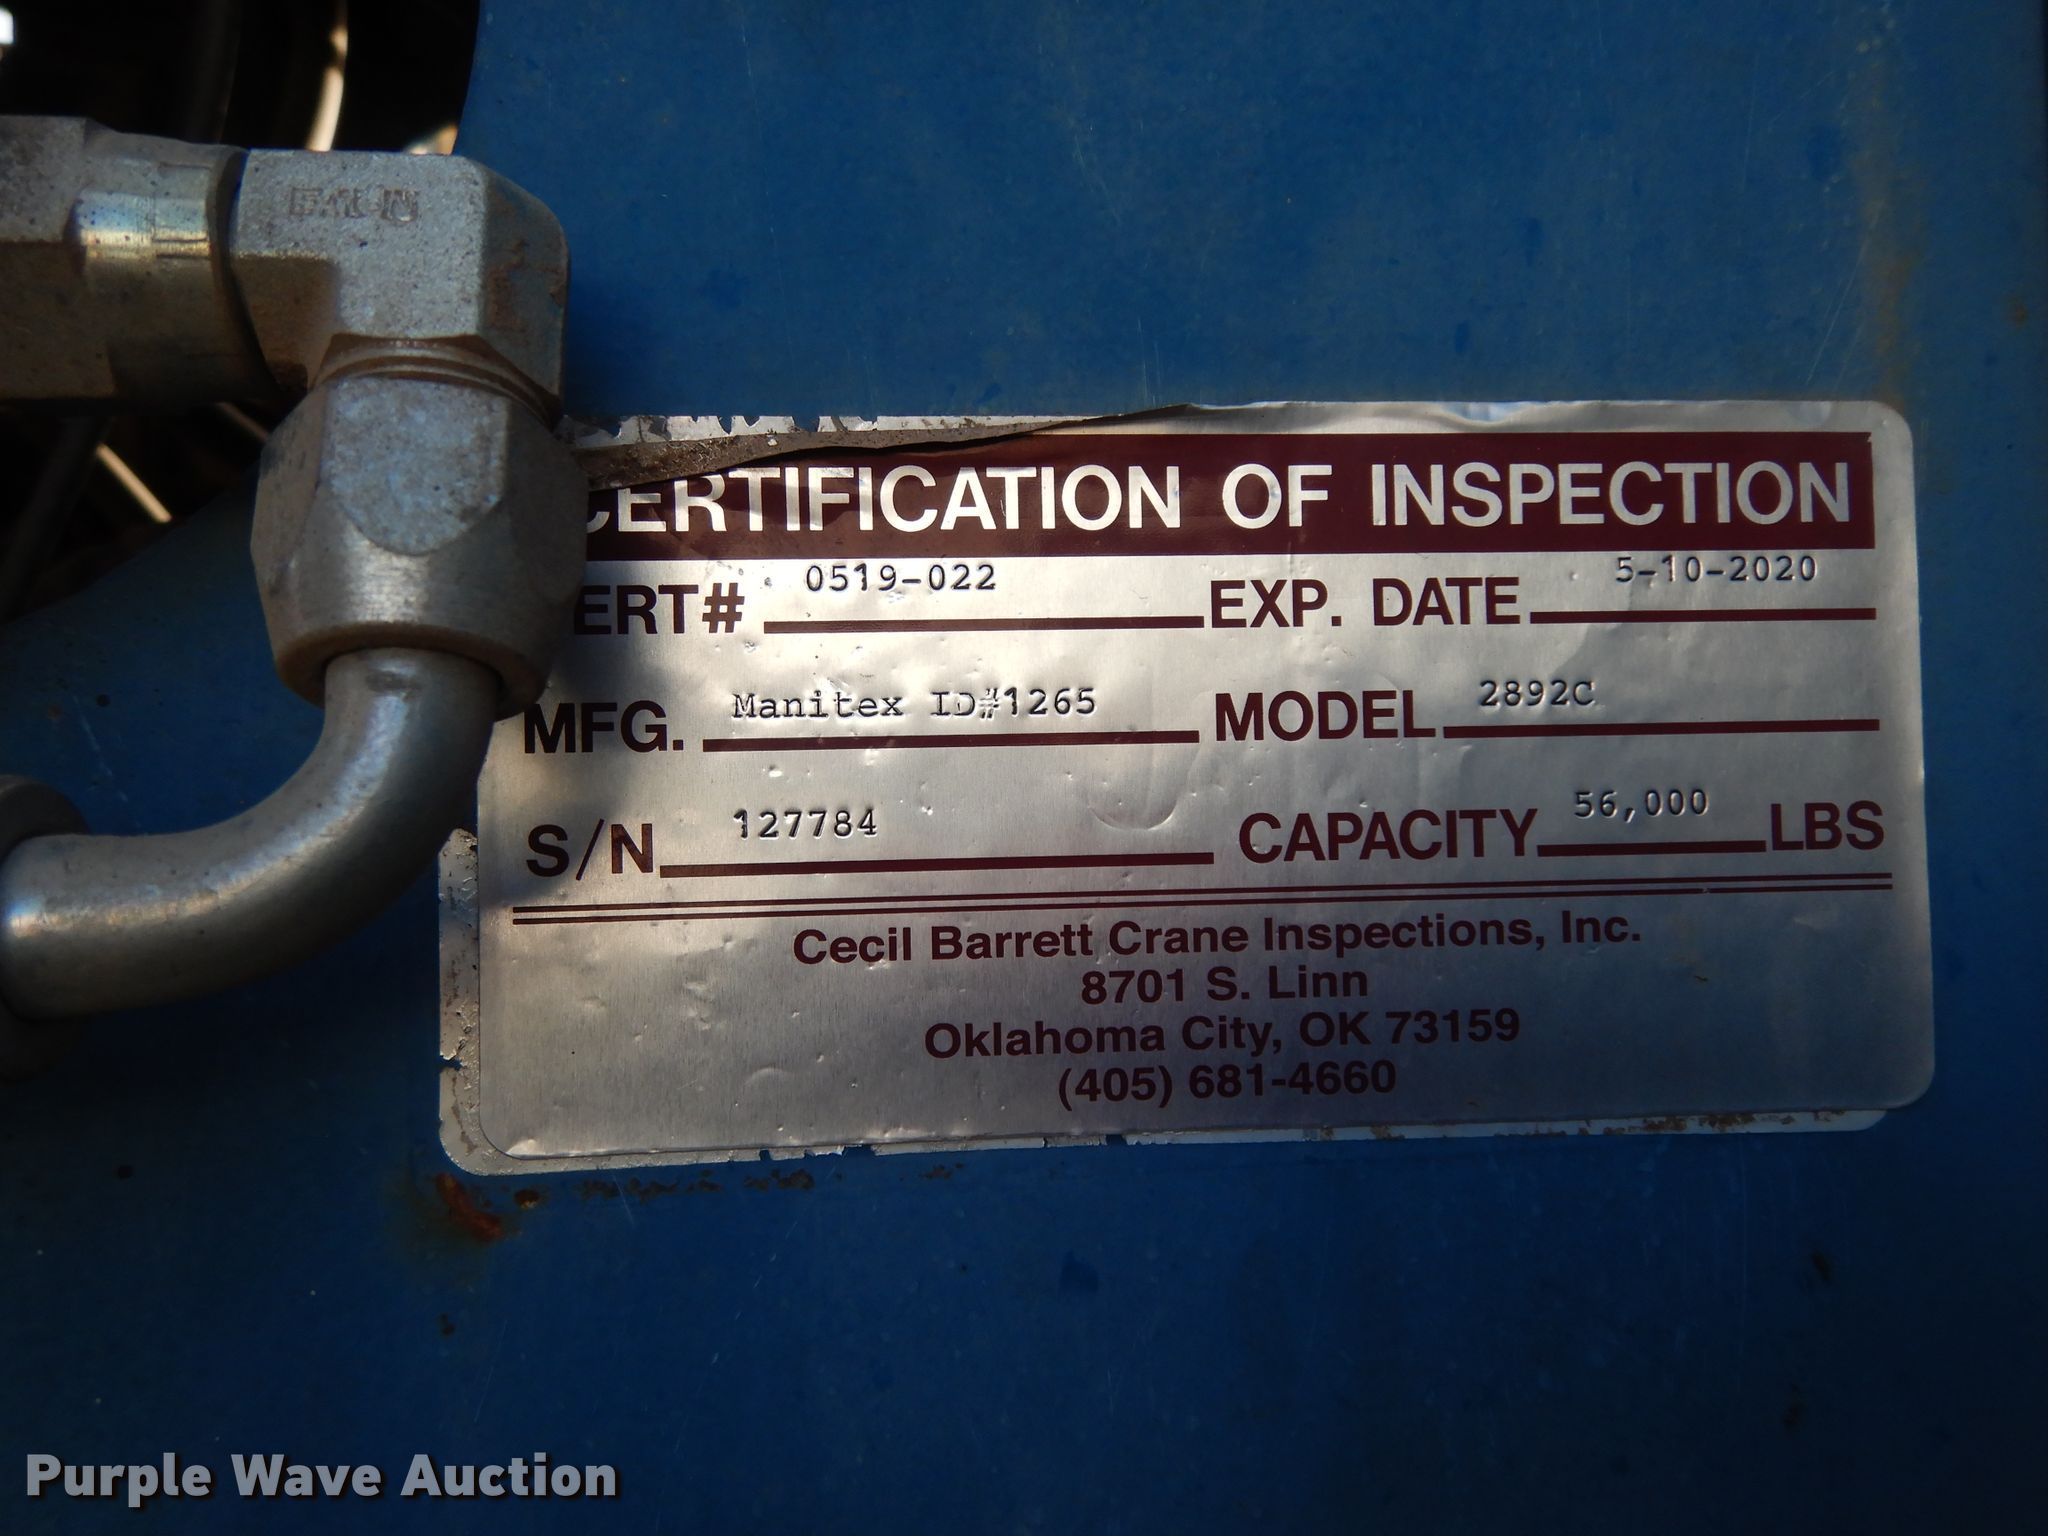 EATON
CERTIFICATION OF INSPECTION
CERT# 0519-022 EXP. DATE 5-10-2020
MFG. Manitex ID#1265 MODEL 2892C
S/N 127784 CAPACITY 56,000 LBS
Cecil Barrett Crane Inspections, Inc.
8701 S. Linn
Oklahoma City, OK 73159
(405) 681-4660
Purple Wave Auction